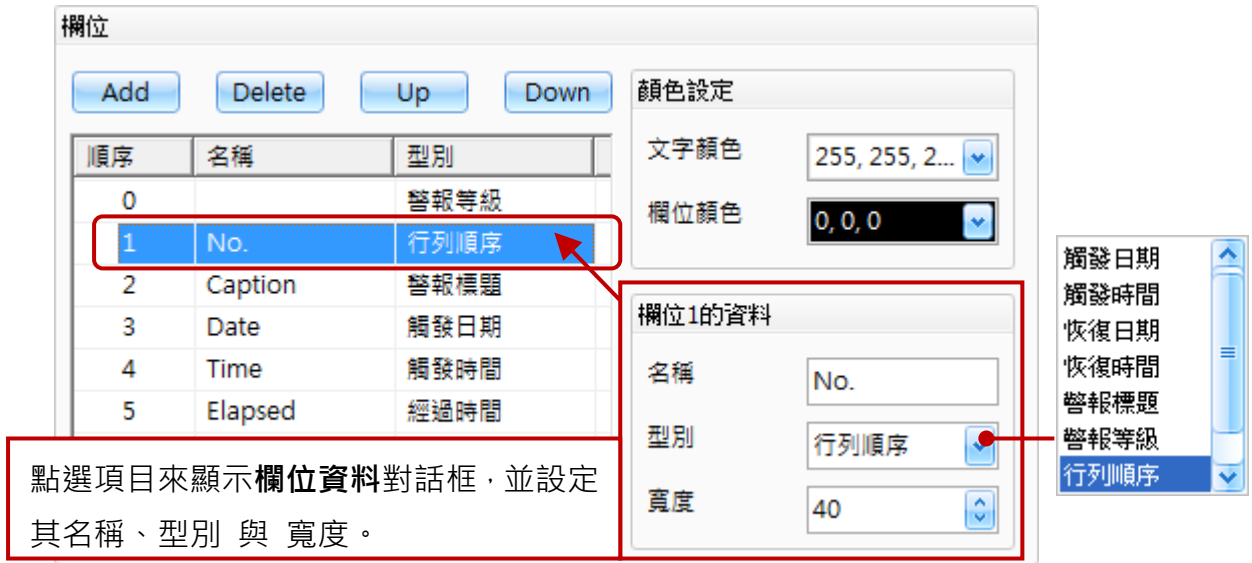 欄位
Add Delete Up Down
順序 名稱 型別
0 警報等級
1 No. 行列順序
2 Caption 警報標題
3 Date 觸發日期
4 Time 觸發時間
5 Elapsed 經過時間
顏色設定
文字顏色 255, 255, 2...
欄位顏色 0, 0, 0
欄位1的資料
名稱 No.
型別 行列順序
寬度 40
觸發日期
觸發時間
恢復日期
恢復時間
警報標題
警報等級
行列順序
點選項目來顯示欄位資料對話框，並設定
其名稱、型別 與 寬度。